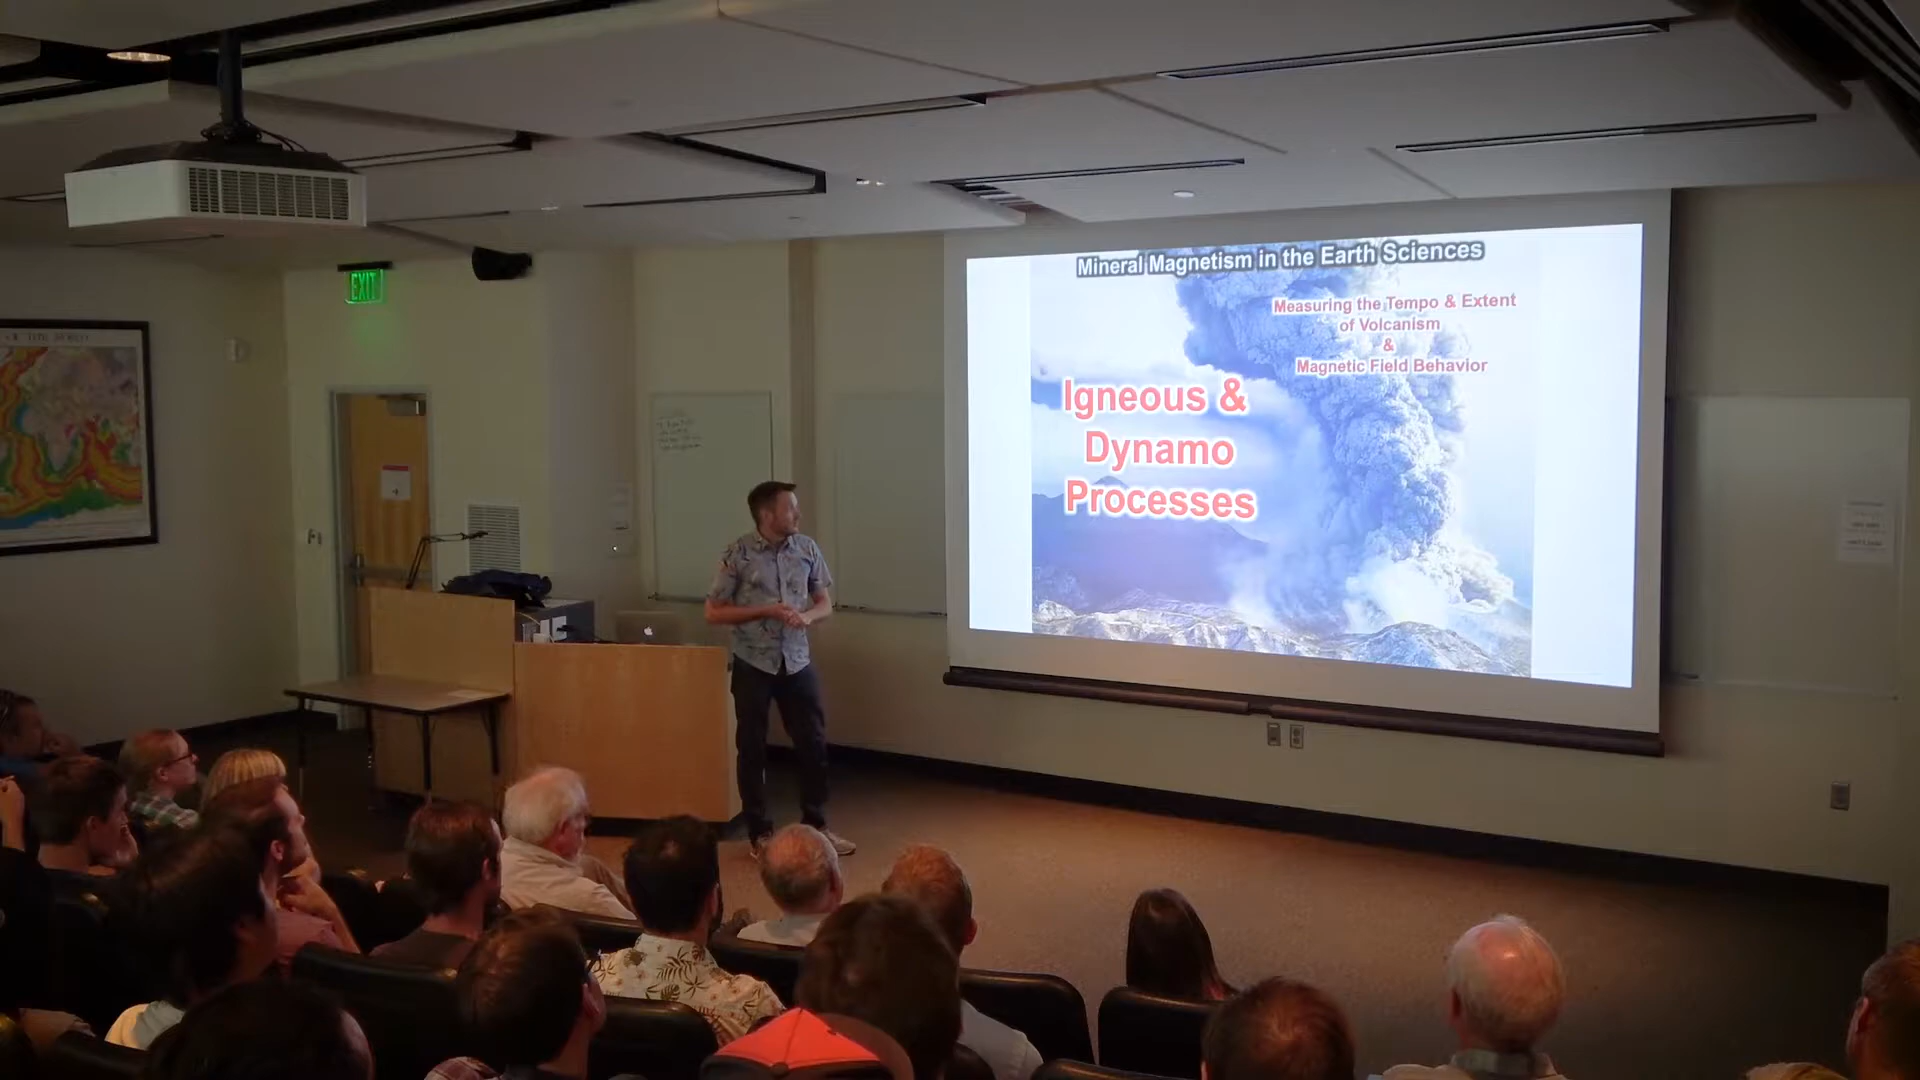 EXIT
Mineral Magnetism in the Earth Sciences
Measuring the Tempo & Extent
of Volcanism
&
Magnetic Field Behavior
Igneous &
Dynamo
Processes